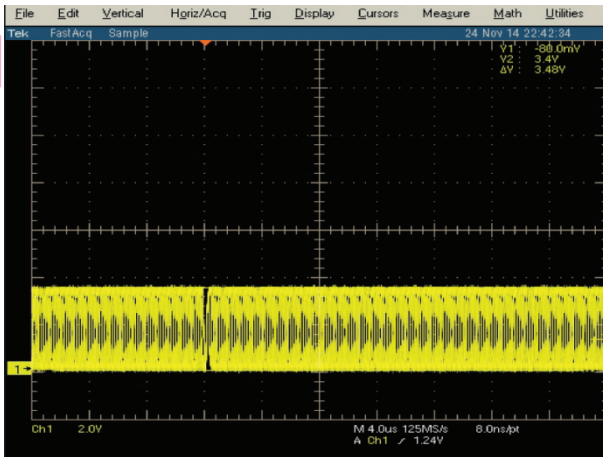 File Edit Vertical Horiz/Acq Trig Display Cursors Measure Math Utilities
Tek FastAcq Sample 24 Nov 14 22:42:34
Y1 : -80.0mV
Y2 : 3.4V
ΔY : 3.48V
1→
Ch1 2.0V M 4.0us 125MS/s 8.0ns/pt
A Ch1 ∕ 1.24V